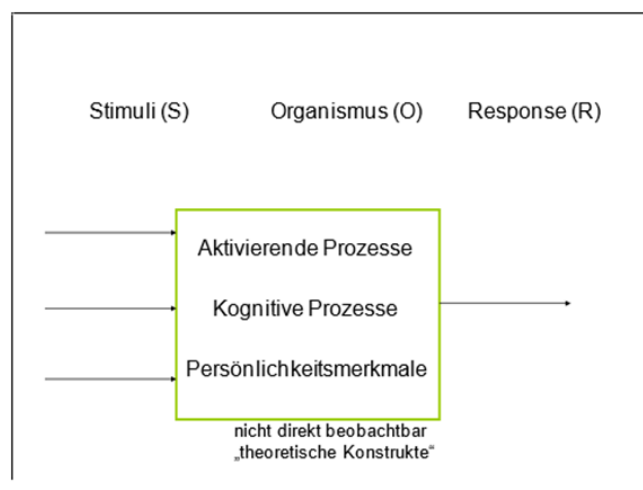 Stimuli (S) Organismus (O) Response (R)
Aktivierende Prozesse
Kognitive Prozesse
Persönlichkeitsmerkmale
nicht direkt beobachtbar
„theoretische Konstrukte“